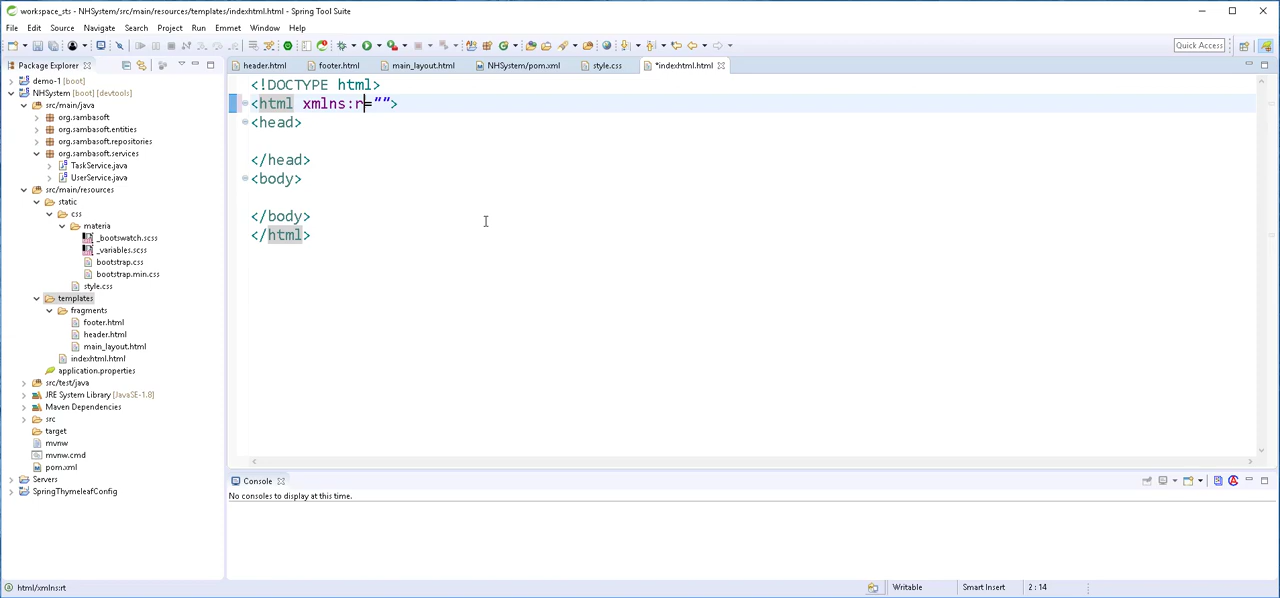 workspace_sts - NHSystem/src/main/resources/templates/indexhtml.html - Spring Tool Suite
File Edit Source Navigate Search Project Run Emmet Window Help
Quick Access
Package Explorer
header.html footer.html main_layout.html NHSystem/pom.xml style.css *indexhtml.html
demo-1 [boot]
NHSystem [boot] [devtools]
src/main/java
org.sambasoft
org.sambasoft.entities
org.sambasoft.repositories
org.sambasoft.services
TaskService.java
UserService.java
src/main/resources
static
css
materia
_bootswatch.scss
_variables.scss
bootstrap.css
bootstrap.min.css
style.css
templates
fragments
footer.html
header.html
main_layout.html
indexhtml.html
application.properties
src/test/java
JRE System Library [JavaSE-1.8]
Maven Dependencies
src
target
mvnw
mvnw.cmd
pom.xml
Servers
SpringThymeleafConfig
<!DOCTYPE html>
<html xmlns:r="">
<head>
</head>
<body>
</body>
</html>
Console
No consoles to display at this time.
html/xmlns:rt
Writable Smart Insert 2 : 14